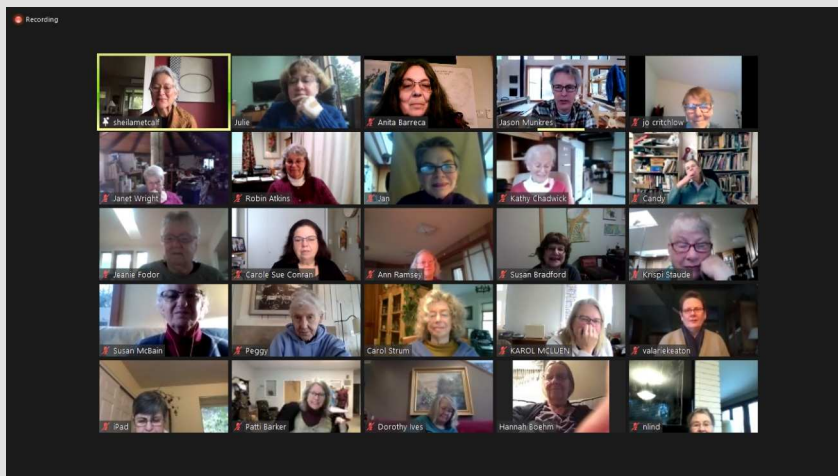 Recording
sheilametcalf
Julie
Anita Barreca
Jason Munkres
jo critchlow
Janet Wright
Robin Atkins
Jan
Kathy Chadwick
Candy
Jeanie Fodor
Carole Sue Conran
Ann Ramsey
Susan Bradford
Krispi Staude
Susan McBain
Peggy
Carol Strum
KAROL MCLUEN
valariekeaton
iPad
Patti Barker
Dorothy Ives
Hannah Boehm
nlind